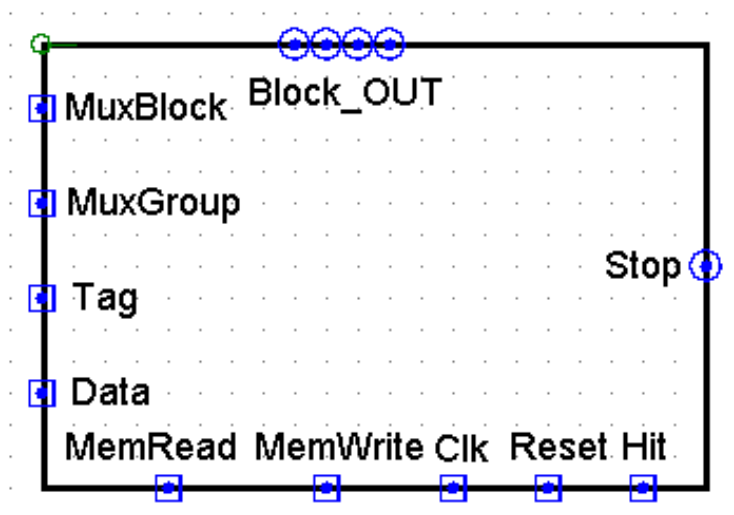 Block_OUT
MuxBlock
MuxGroup
Stop
Tag
Data
MemRead MemWrite Clk Reset Hit